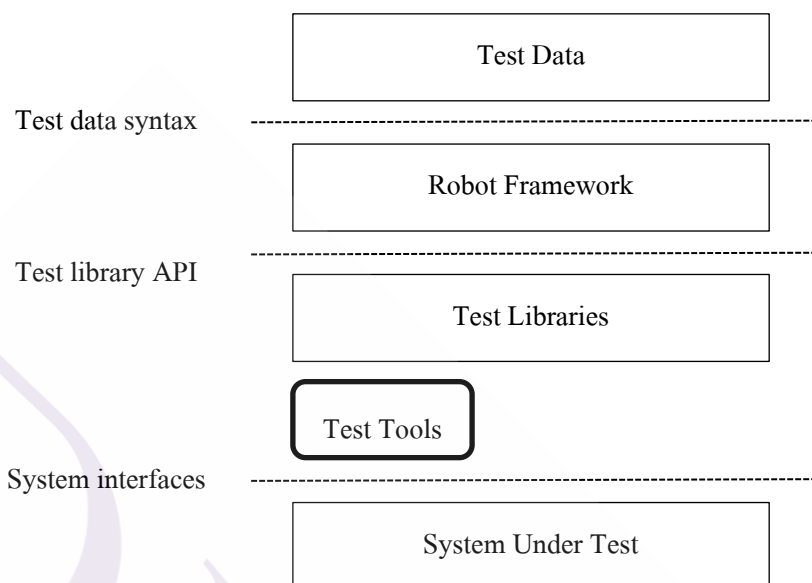 Test Data
Test data syntax
Robot Framework
Test library API
Test Libraries
Test Tools
System interfaces
System Under Test